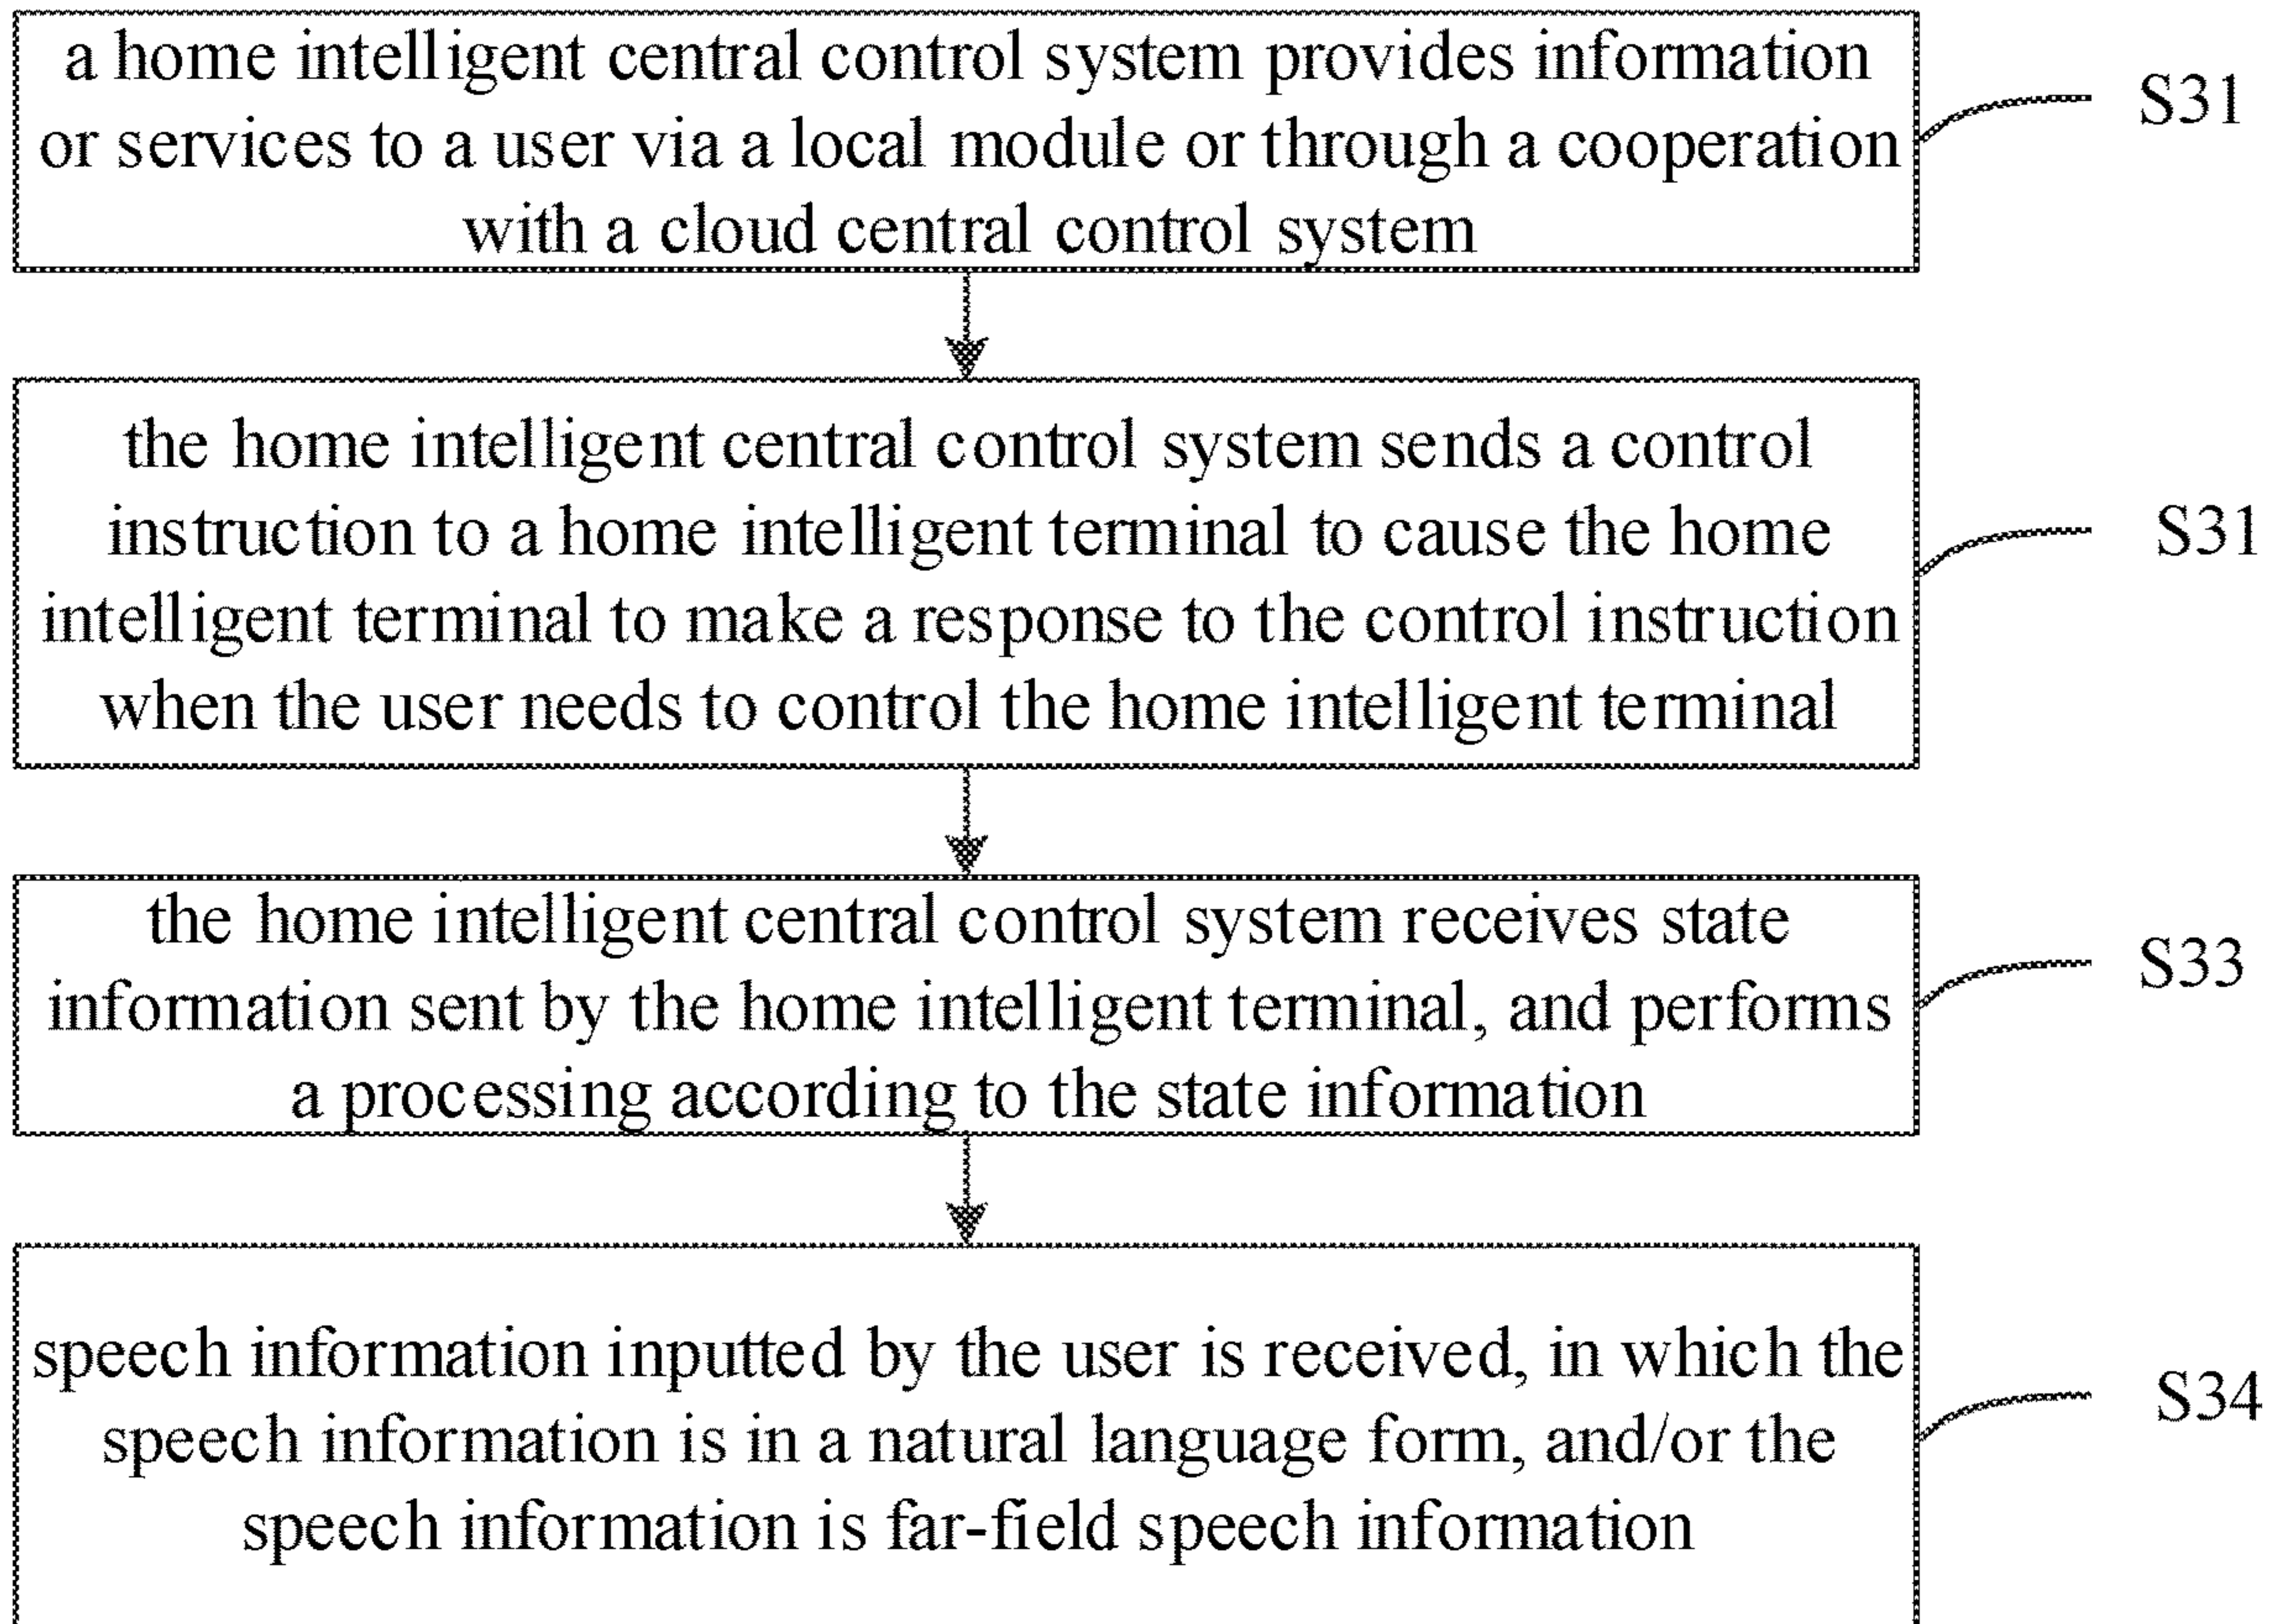 a home intelligent central control system provides information
or services to a user via a local module or through a cooperation
with a cloud central control system
S31
the home intelligent central control system sends a control
instruction to a home intelligent terminal to cause the home
intelligent terminal to make a response to the control instruction
when the user needs to control the home intelligent terminal
S31
the home intelligent central control system receives state
information sent by the home intelligent terminal, and performs
a processing according to the state information
S33
speech information inputted by the user is received, in which the
speech information is in a natural language form, and/or the
speech information is far-field speech information
S34